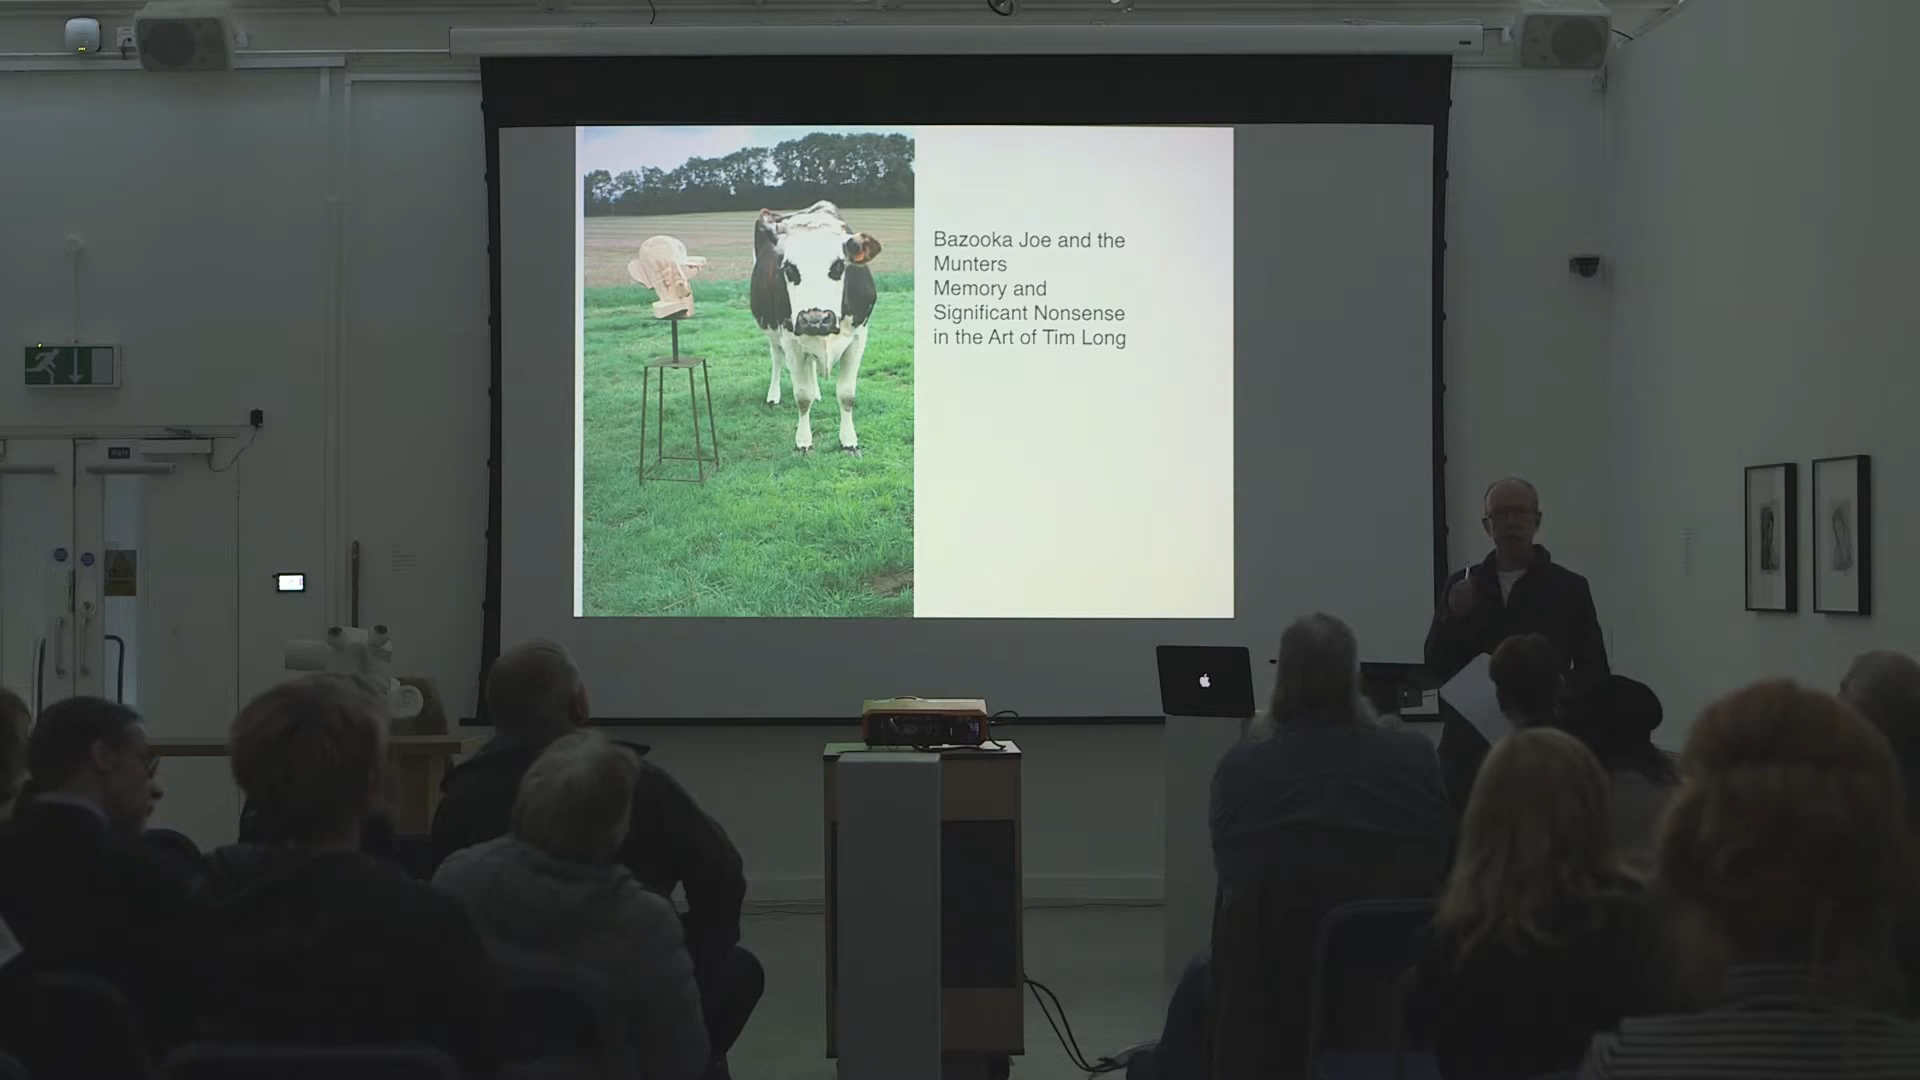 Bazooka Joe and the
Munters
Memory and
Significant Nonsense
in the Art of Tim Long